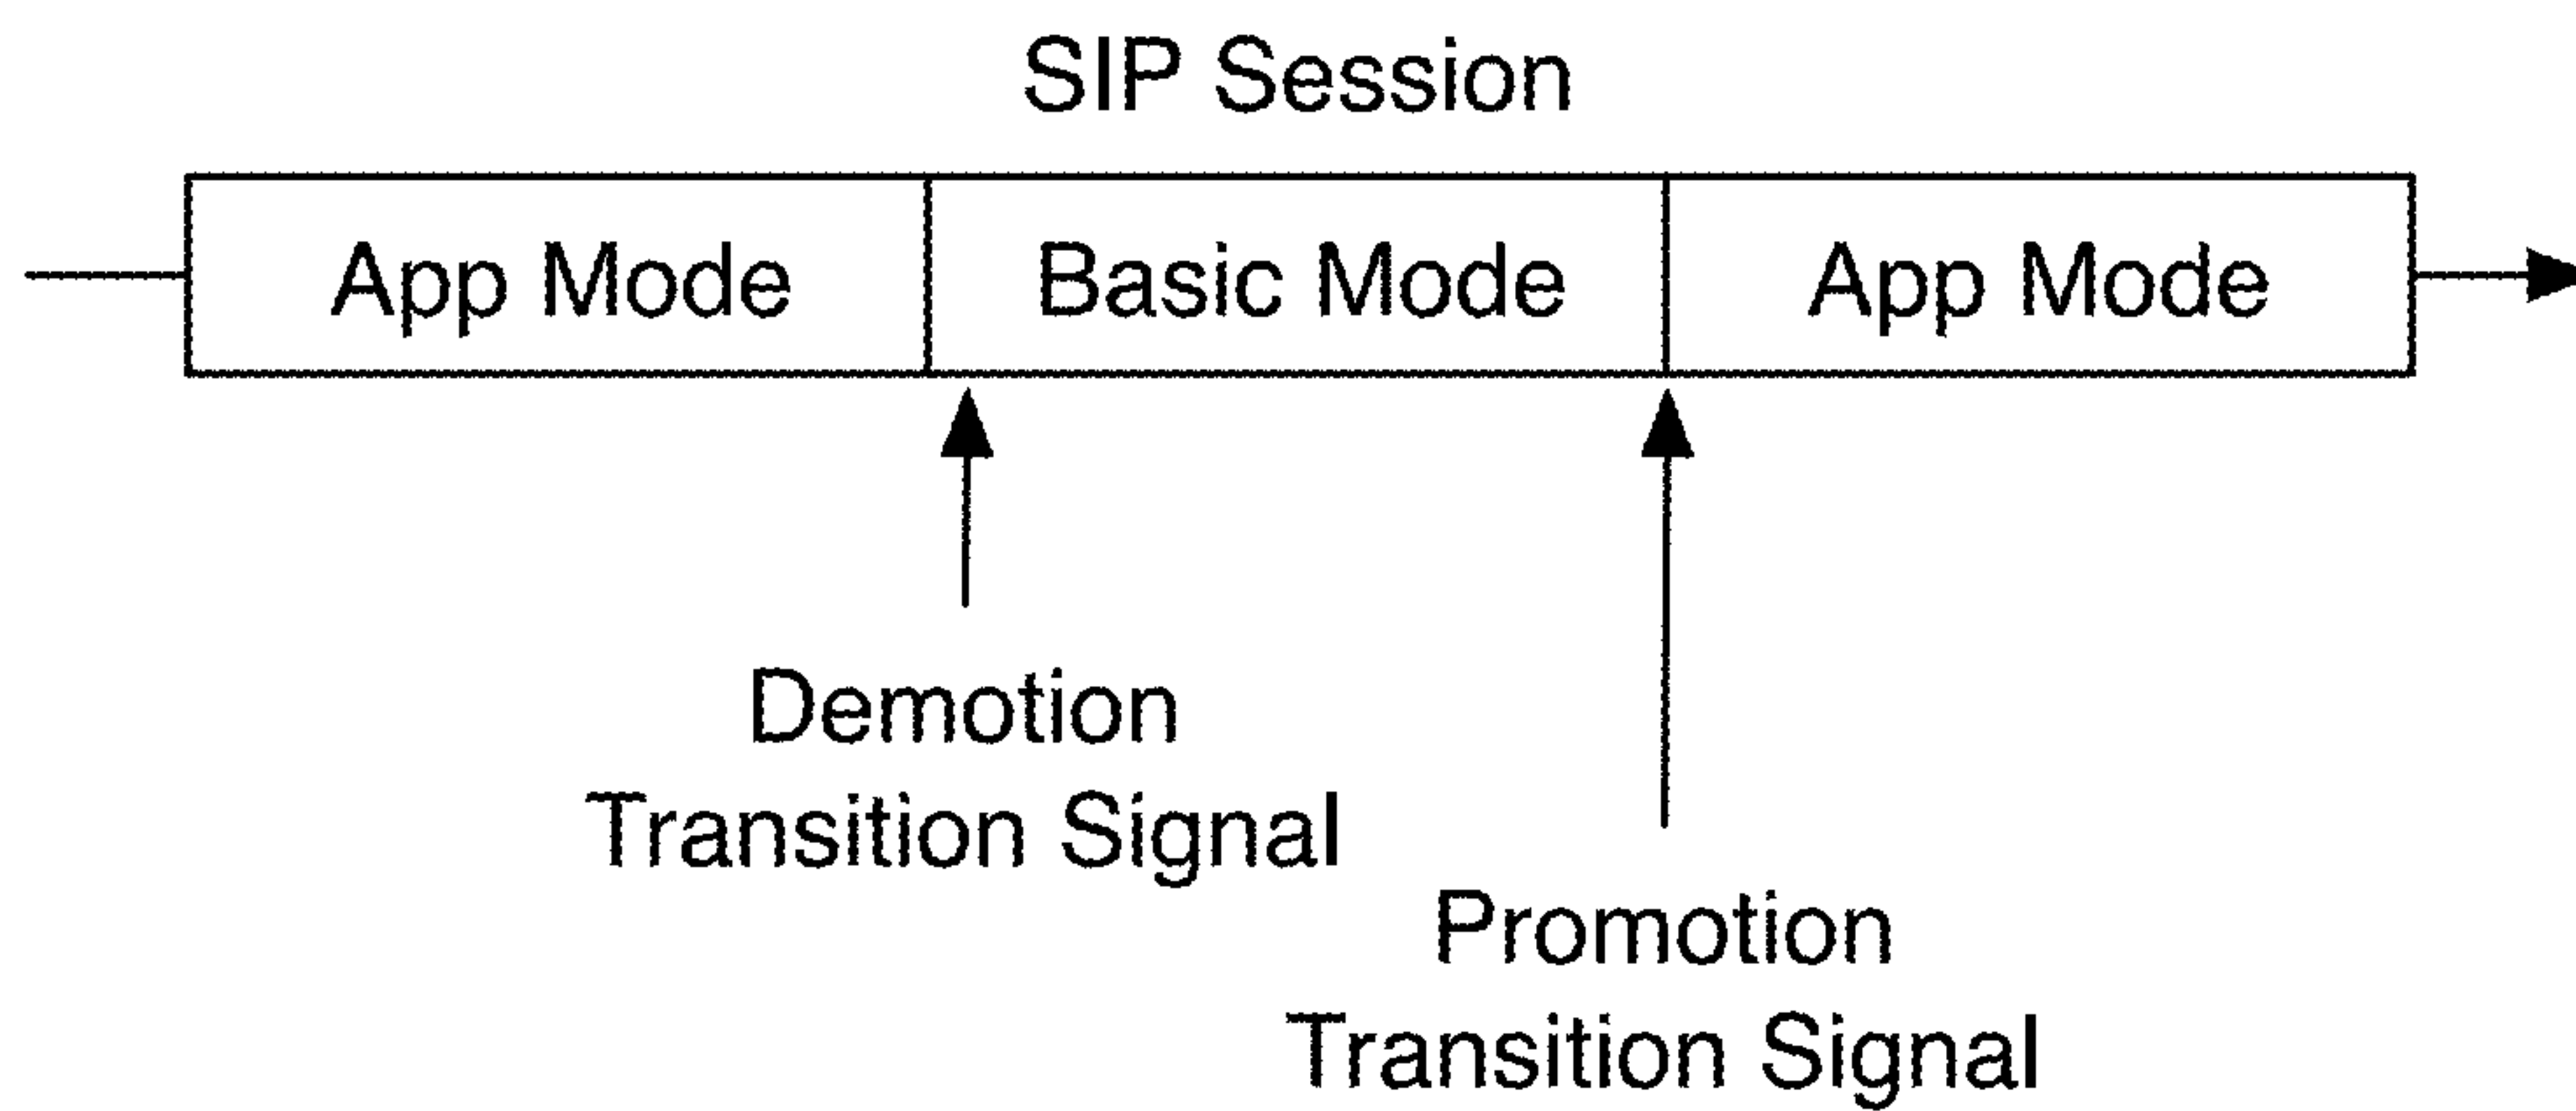 SIP Session
App Mode
Basic Mode
App Mode
Demotion
Transition Signal
Promotion
Transition Signal